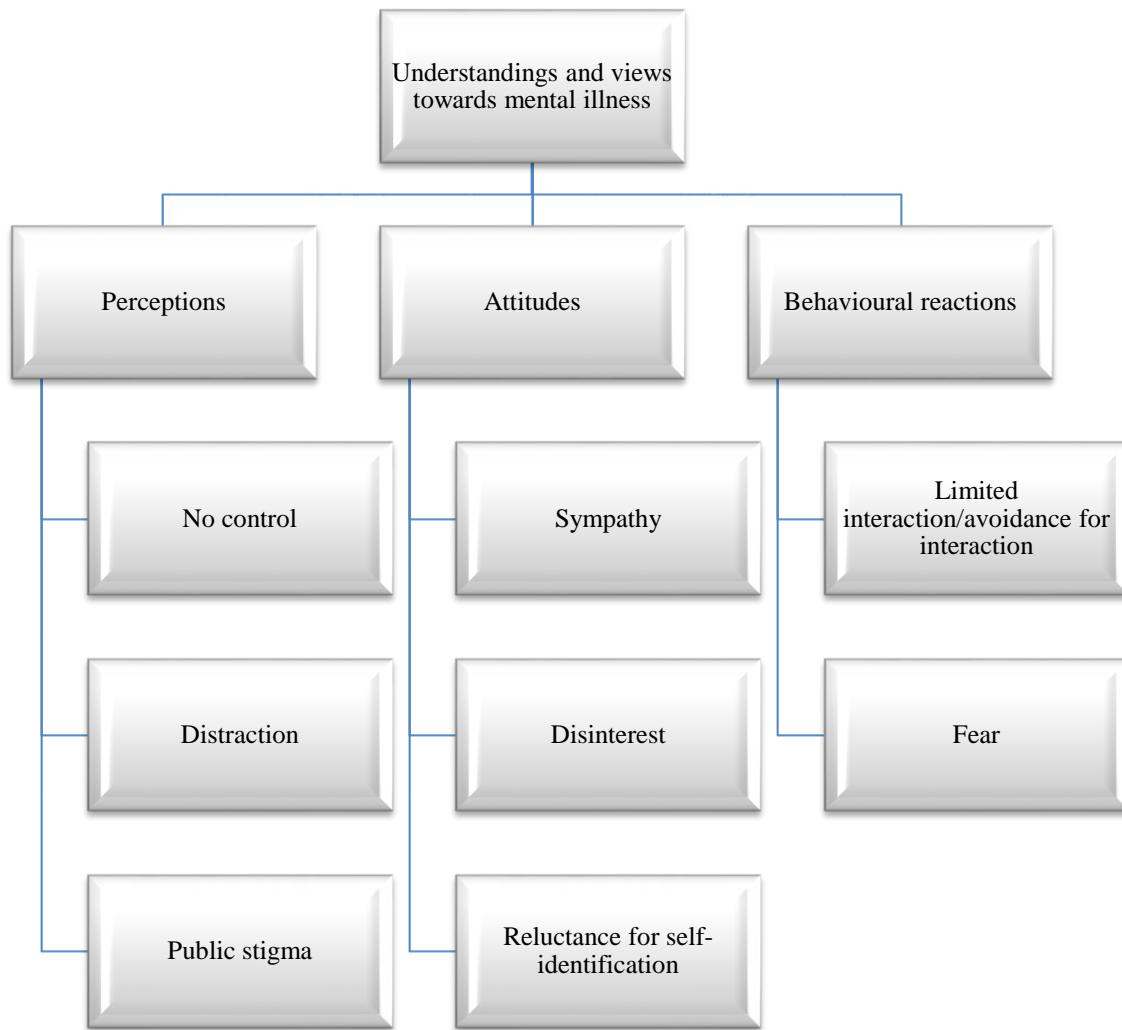 Understandings and views
towards mental illness
Perceptions
Attitudes
Behavioural reactions
No control
Sympathy
Limited
interaction/avoidance for
interaction
Distraction
Disinterest
Fear
Public stigma
Reluctance for self-
identification